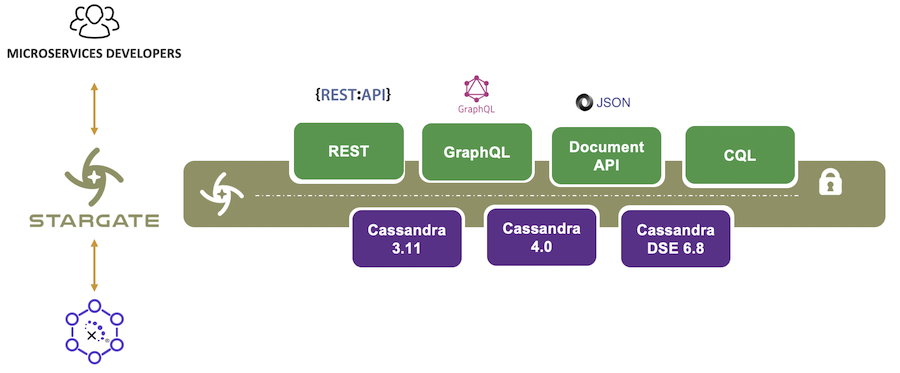 MICROSERVICES DEVELOPERS
{REST:API}
GraphQL
JSON
REST
GraphQL
Document
API
CQL
STARGATE
Cassandra
3.11
Cassandra
4.0
Cassandra
DSE 6.8